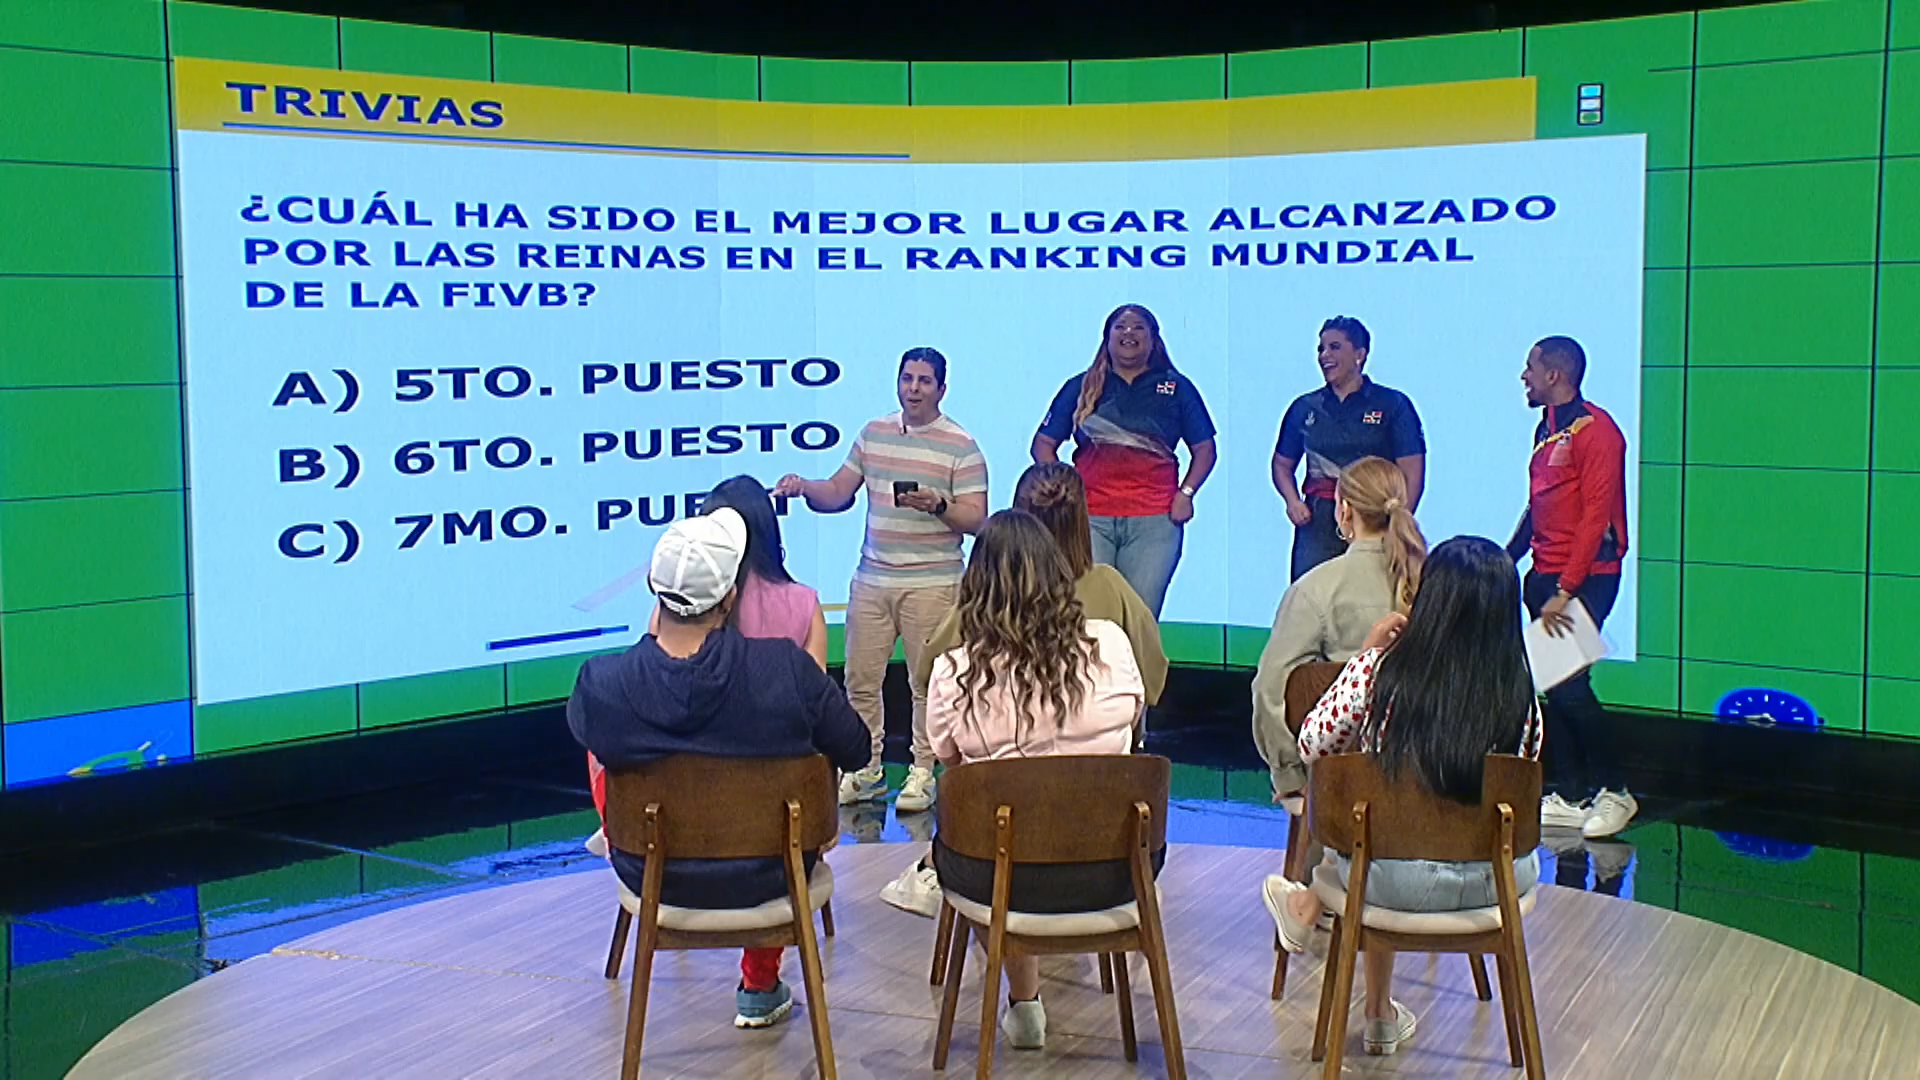 TRIVIAS
¿CUÁL HA SIDO EL MEJOR LUGAR ALCANZADO
POR LAS REINAS EN EL RANKING MUNDIAL
DE LA FIVB?
A) 5TO. PUESTO
B) 6TO. PUESTO
C) 7MO. PUESTO